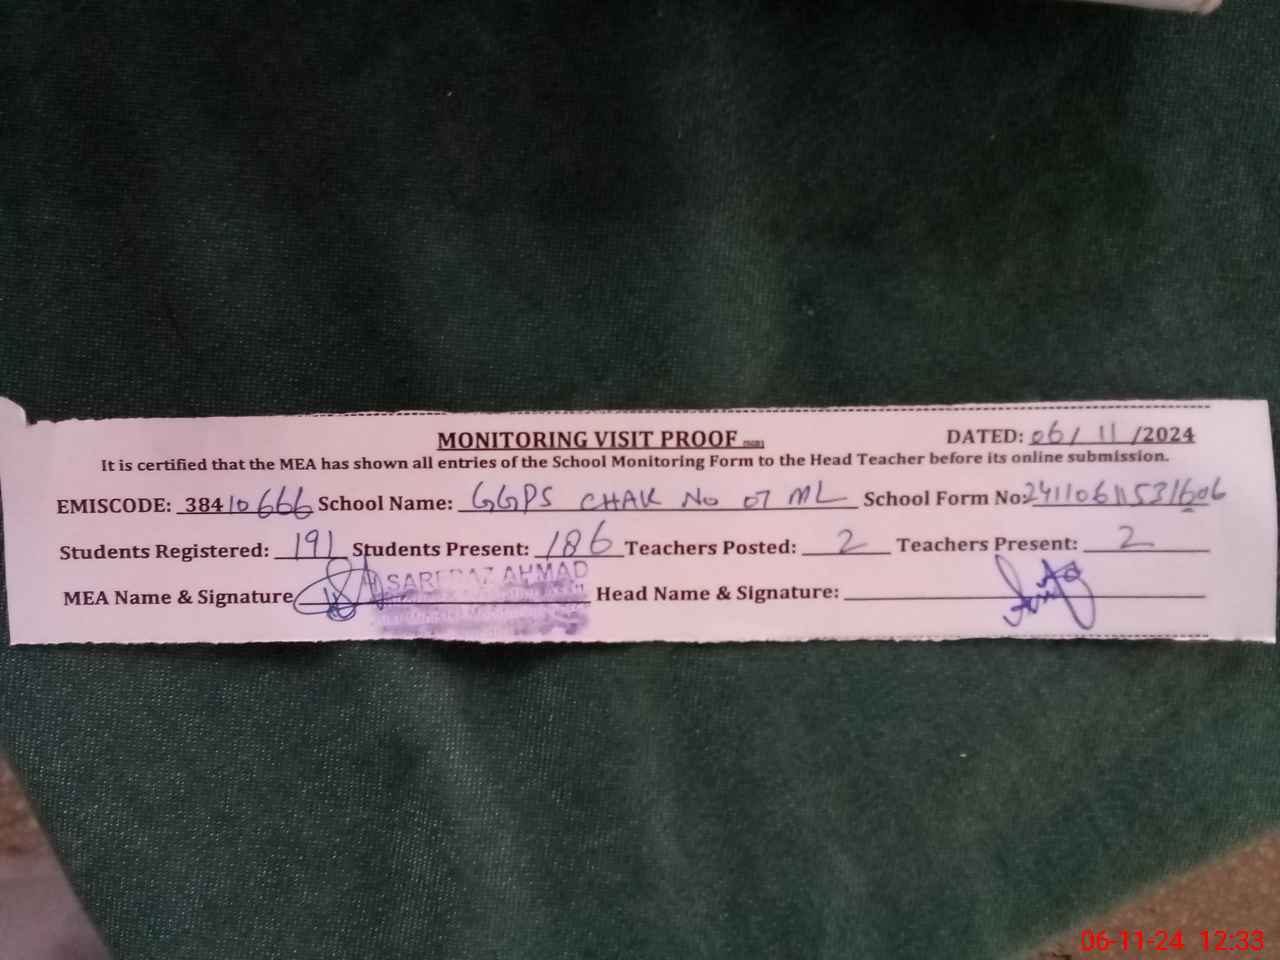 MONITORING VISIT PROOF DATED: 06/11/2024
It is certified that the MEA has shown all entries of the School Monitoring Form to the Head Teacher before its online submission.
EMISCODE: 38410666 School Name: GGPS CHAK No 07 ML School Form No: 24110611531606
Students Registered: 191 Students Present: 186 Teachers Posted: 2 Teachers Present: 2
MEA Name & Signature SARFRAZ AHMAD Head Name & Signature:
06-11-24 12:33